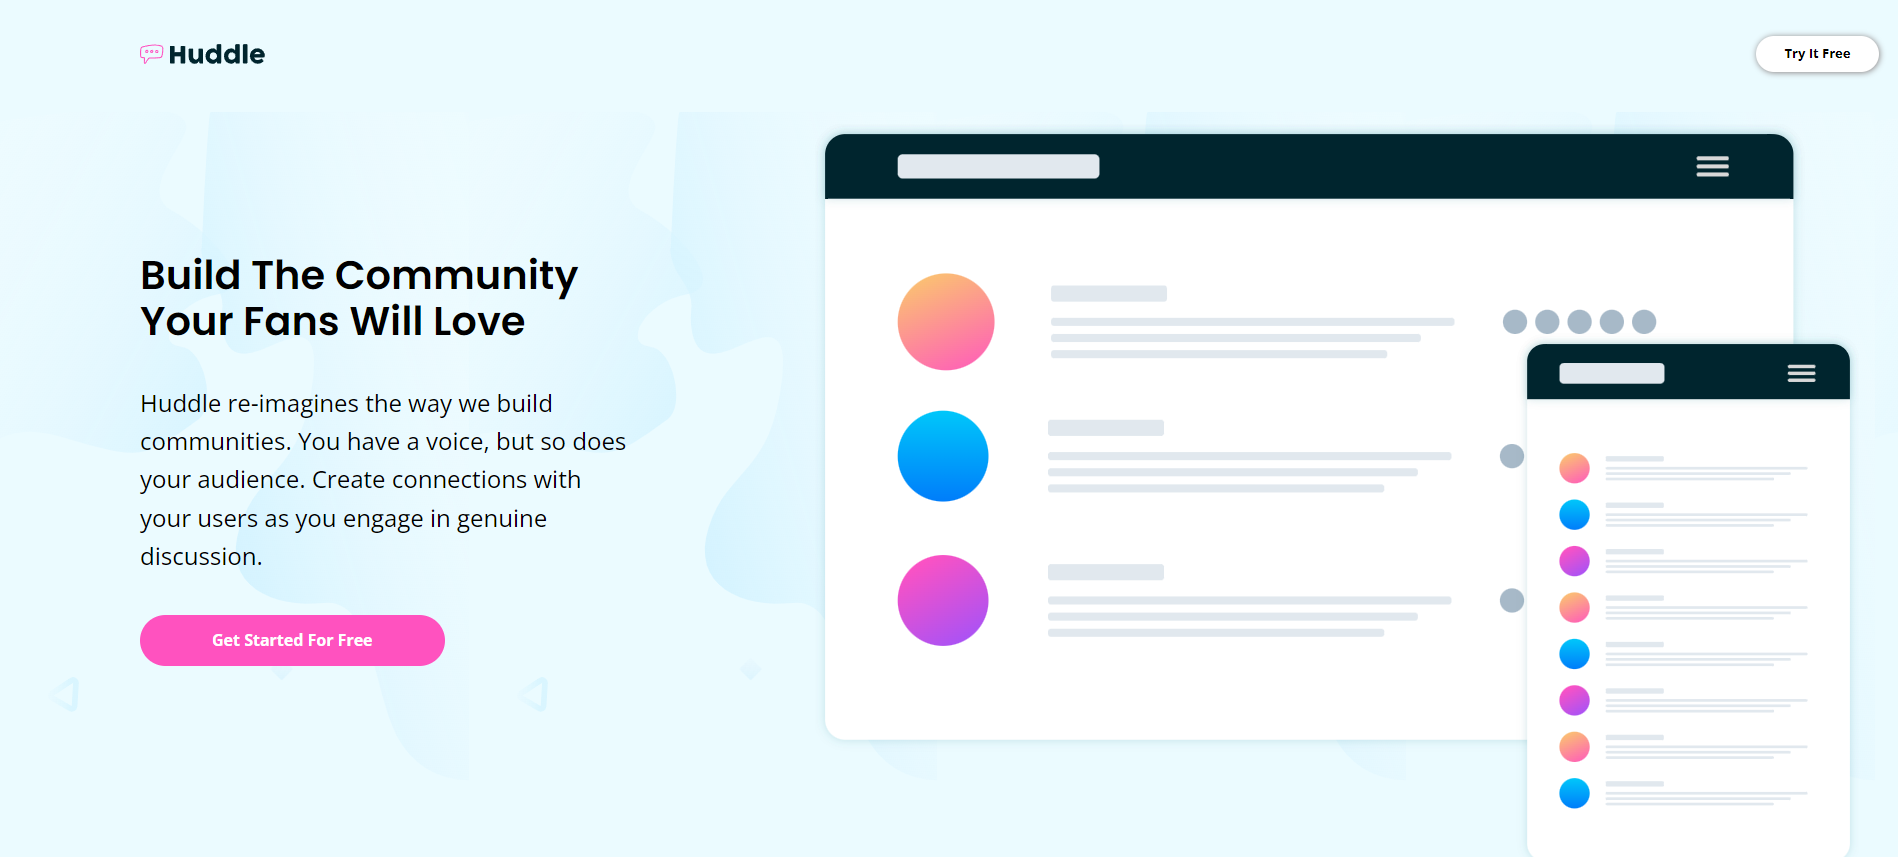 Huddle
Try It Free
Build The Community
Your Fans Will Love
Huddle re-imagines the way we build
communities. You have a voice, but so does
your audience. Create connections with
your users as you engage in genuine
discussion.
Get Started For Free